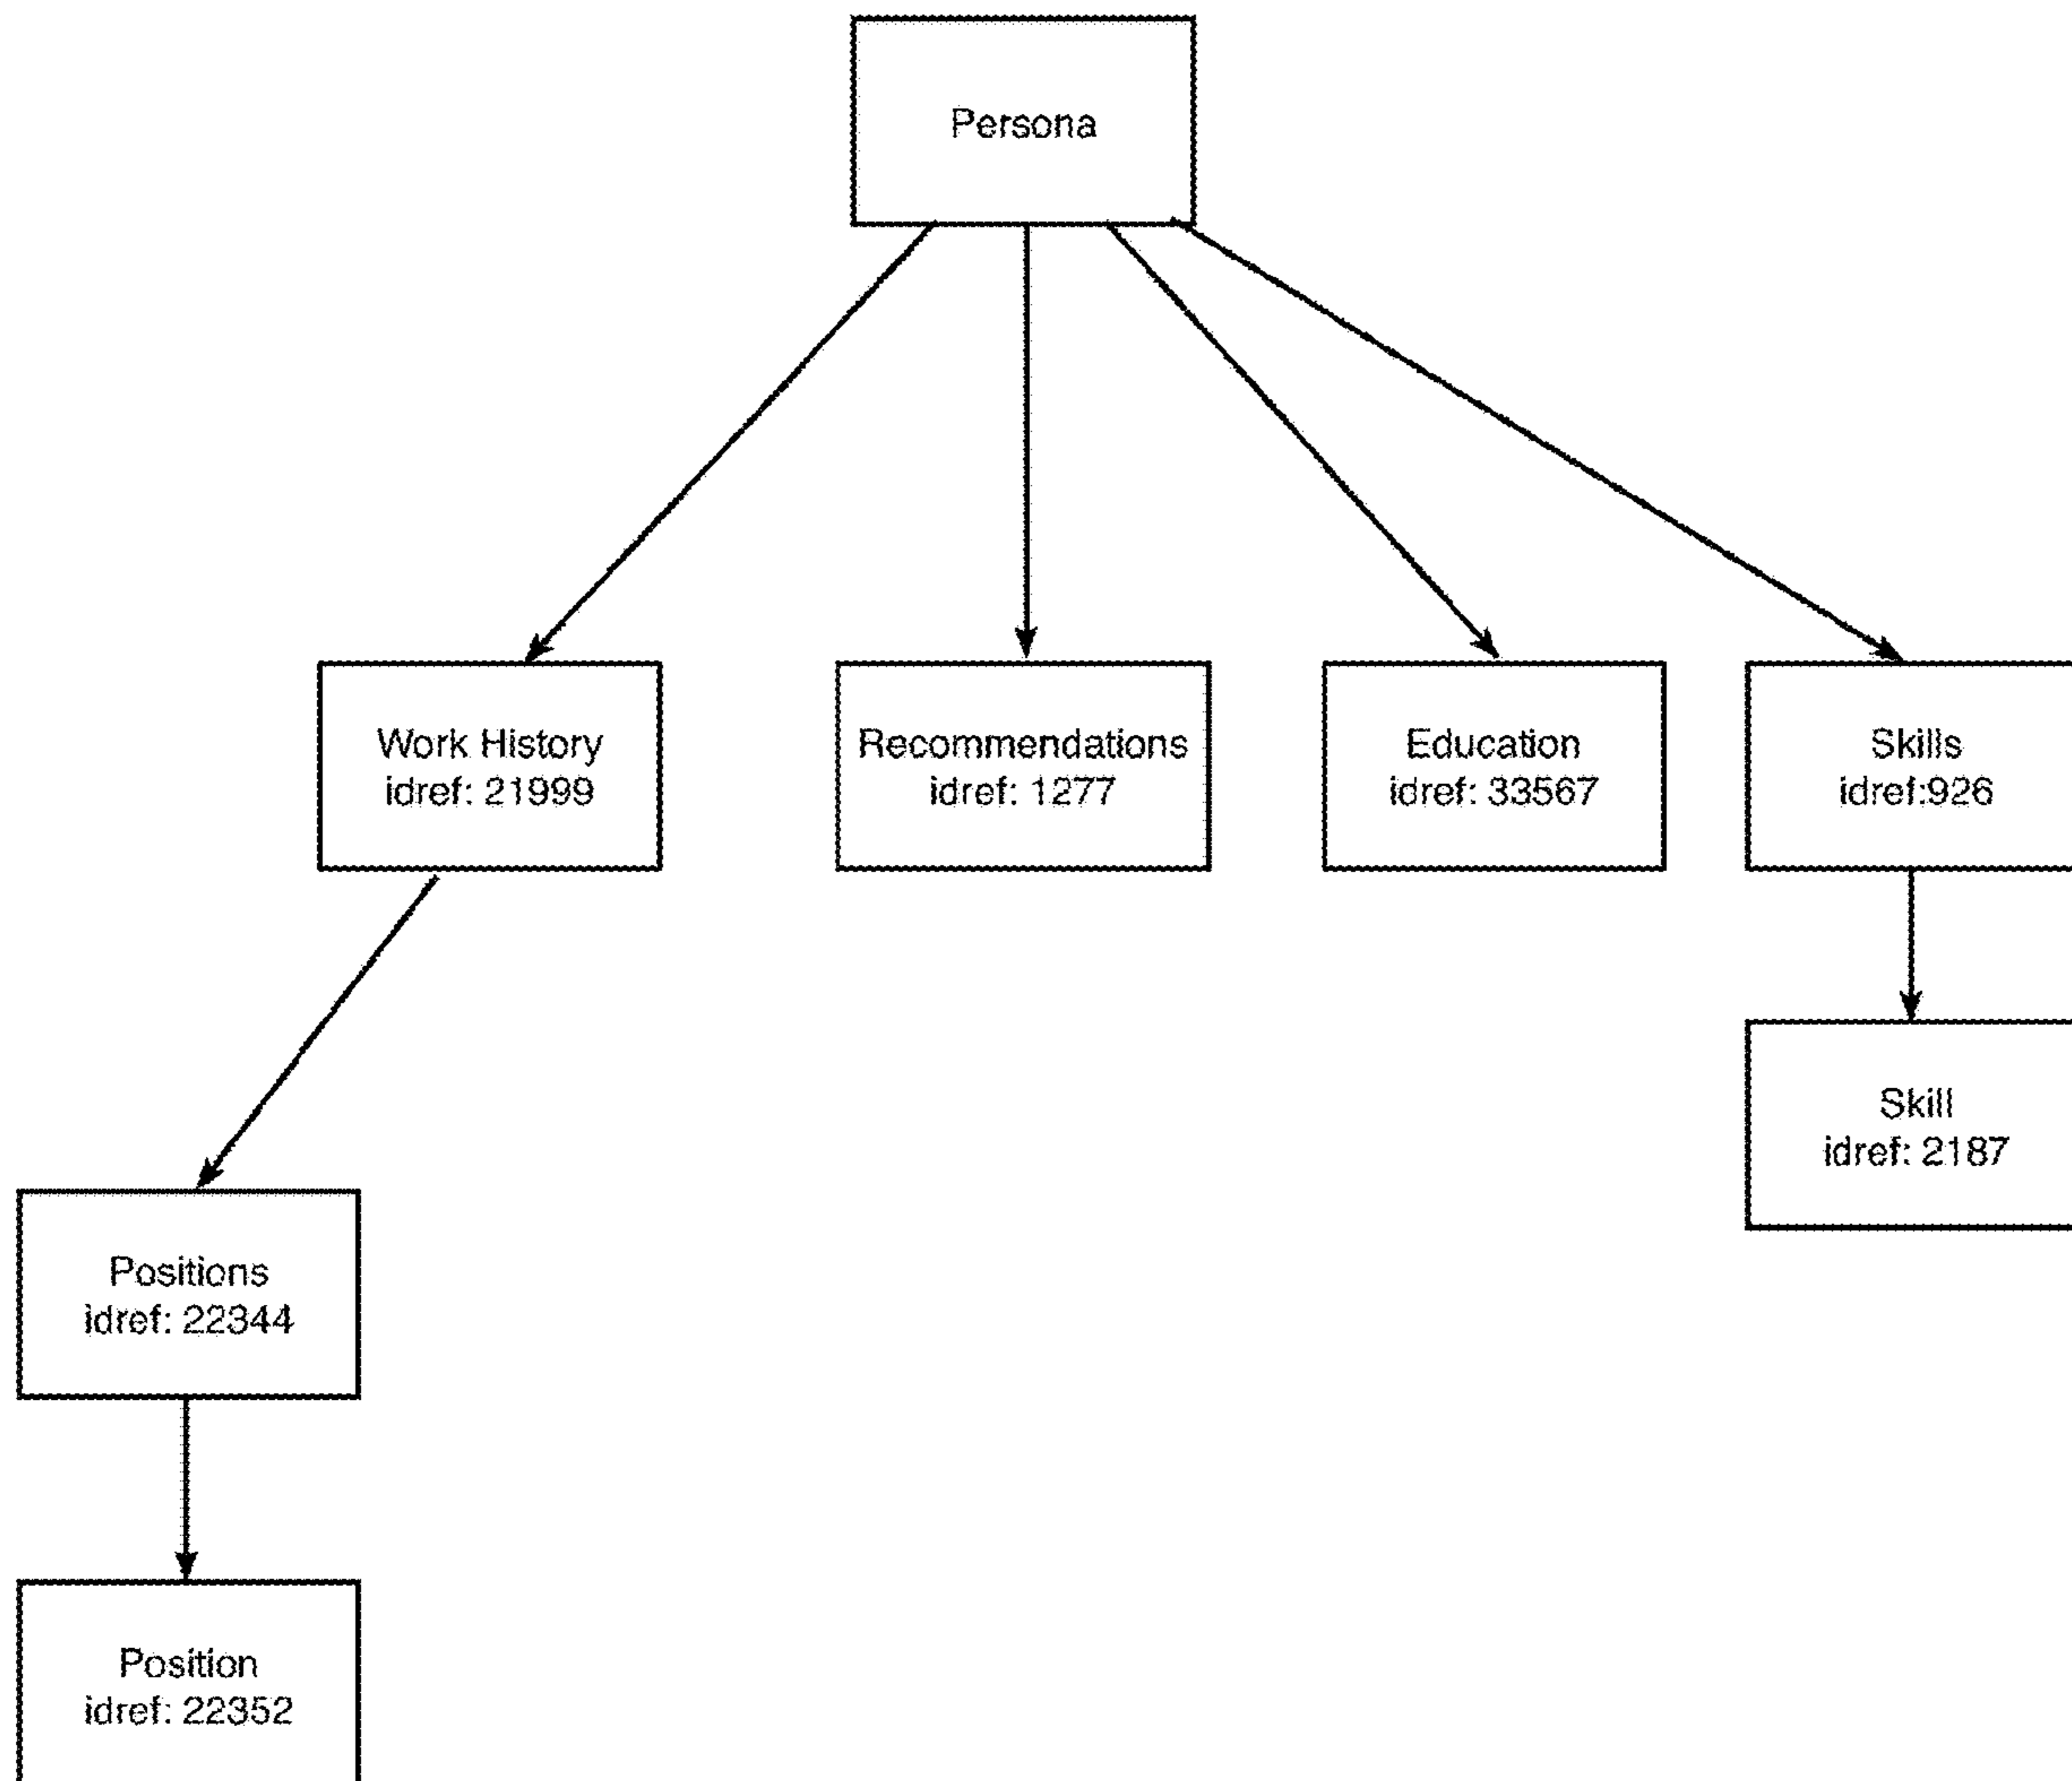 Persona
Work History
idref: 21999
Recommendations
idref: 1277
Education
idref: 33567
Skills
idref:926
Skill
idref: 2187
Positions
idref: 22344
Position
idref: 22352